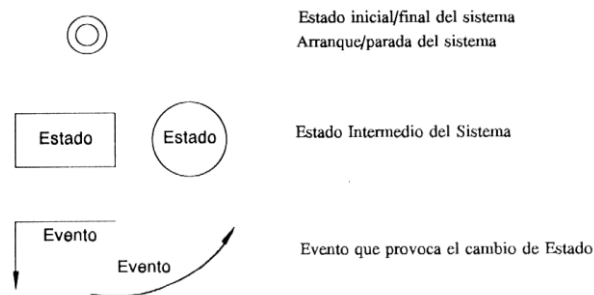 Estado inicial/final del sistema
Arranque/parada del sistema
Estado
Estado
Estado Intermedio del Sistema
Evento
Evento
Evento que provoca el cambio de Estado